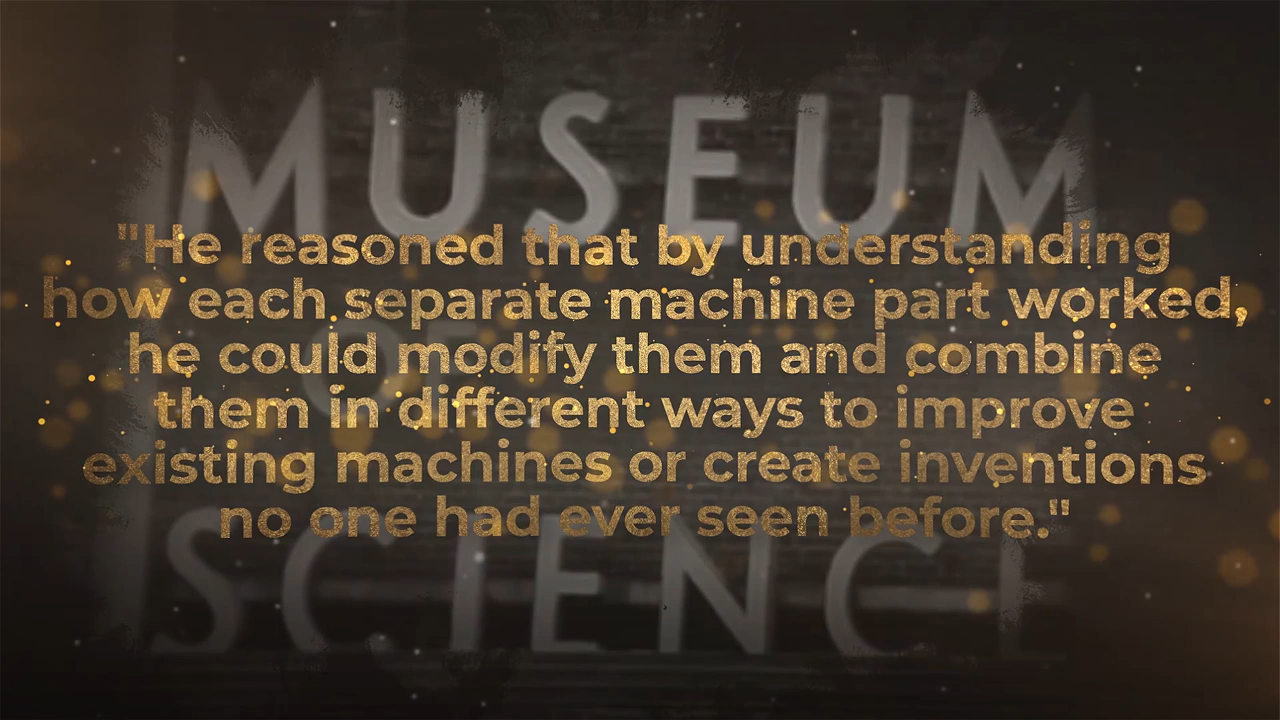 MUSEUM
"He reasoned that by understanding
how each separate machine part worked,
he could modify them and combine
them in different ways to improve
existing machines or create inventions
no one had ever seen before."
OF
SCIENCE